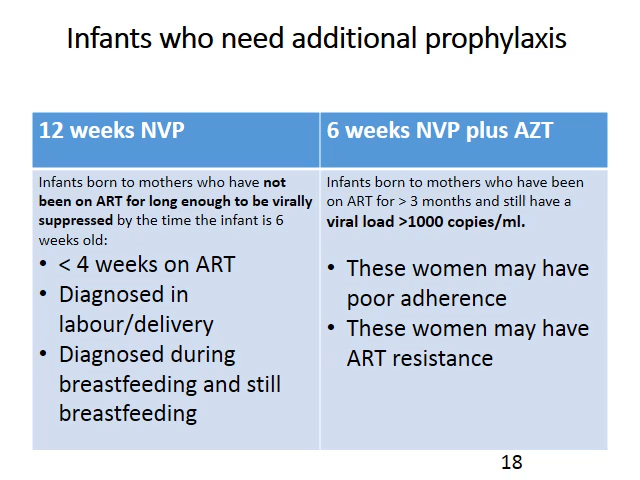 Infants who need additional prophylaxis
12 weeks NVP
Infants born to mothers who have not
been on ART for long enough to be virally
suppressed by the time the infant is 6
weeks old:
• < 4 weeks on ART
• Diagnosed in
labour/delivery
• Diagnosed during
breastfeeding and still
breastfeeding
6 weeks NVP plus AZT
Infants born to mothers who have been
on ART for > 3 months and still have a
viral load >1000 copies/ml.
• These women may have
poor adherence
• These women may have
ART resistance
18